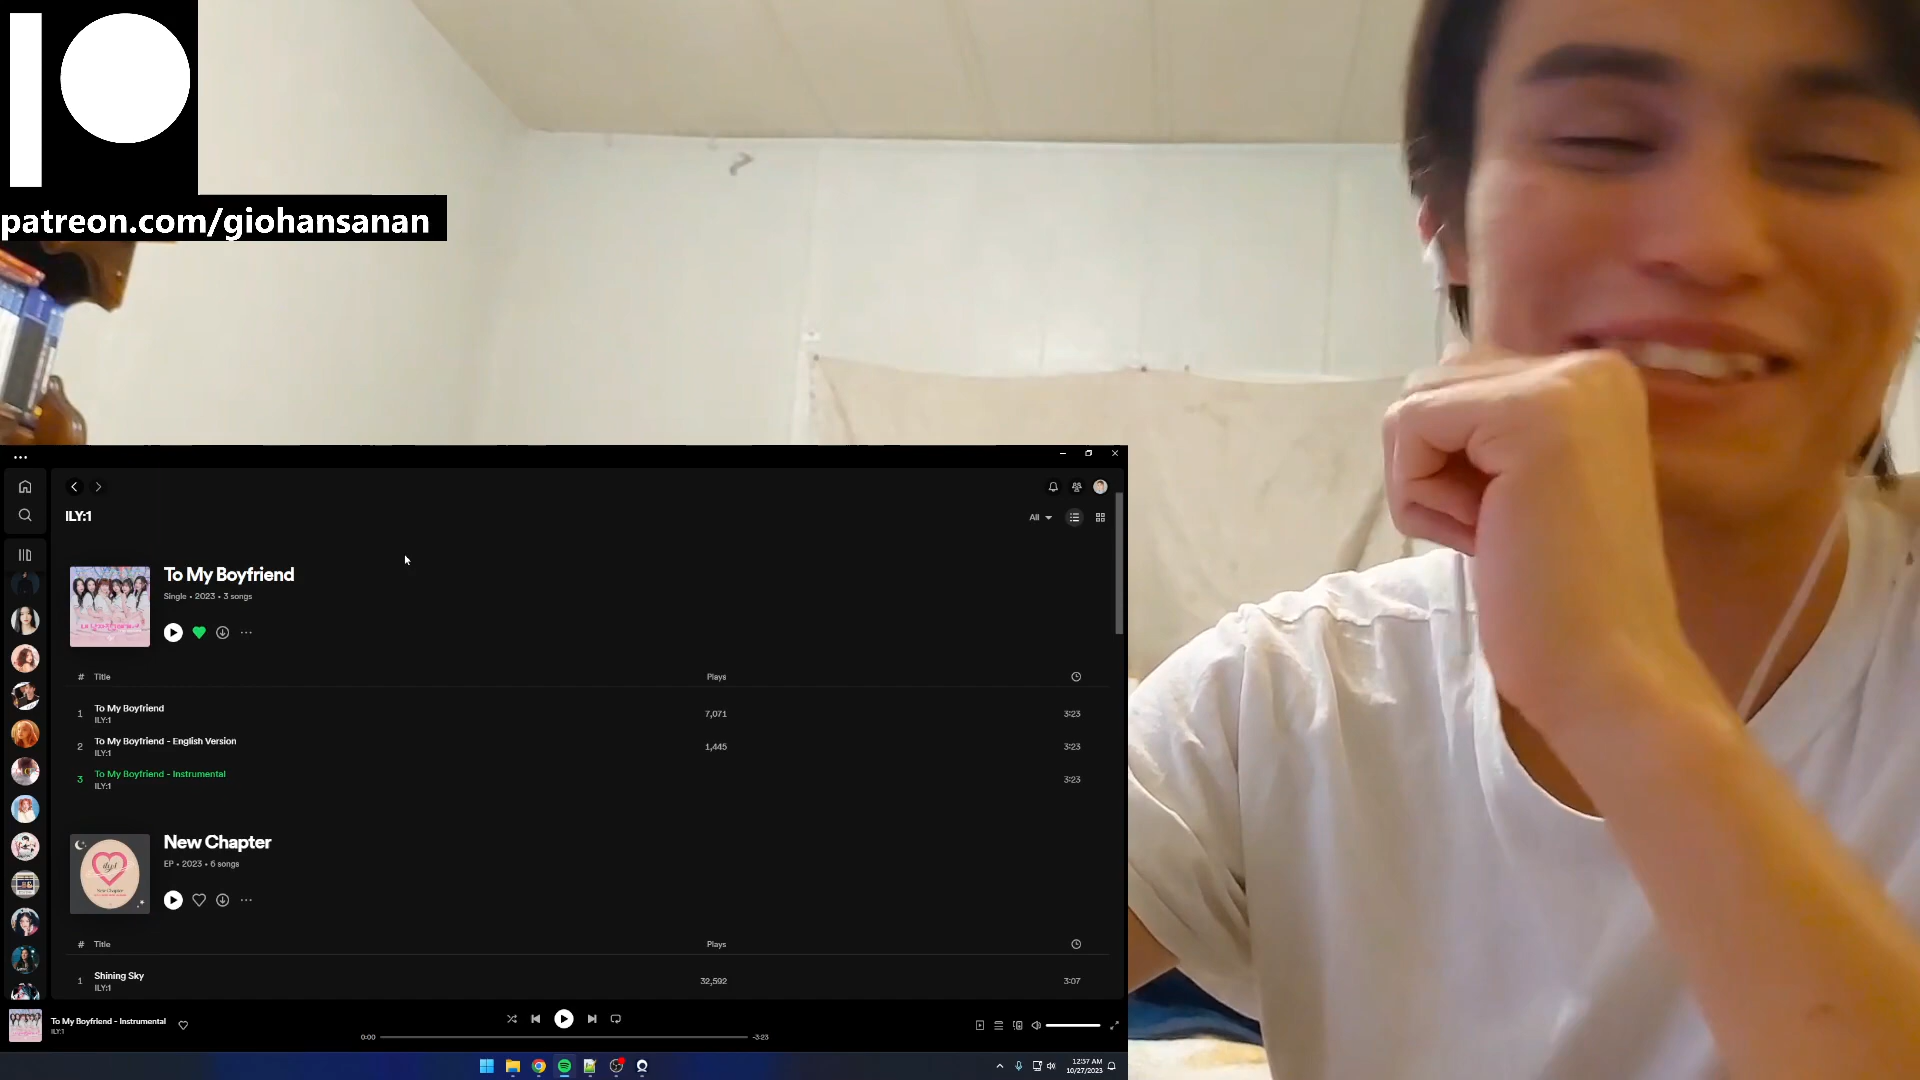 patreon.com/giohansanan
ILY:1
All
To My Boyfriend
Single • 2023 • 3 songs
# Title Plays
1 To My Boyfriend 7,071 3:23
ILY:1
2 To My Boyfriend - English Version 1,445 3:23
ILY:1
3 To My Boyfriend - Instrumental 3:23
ILY:1
New Chapter
EP • 2023 • 6 songs
# Title Plays
1 Shining Sky 32,592 3:07
ILY:1
To My Boyfriend - Instrumental
ILY:1
0:00 -3:23
12:57 AM
10/27/2023